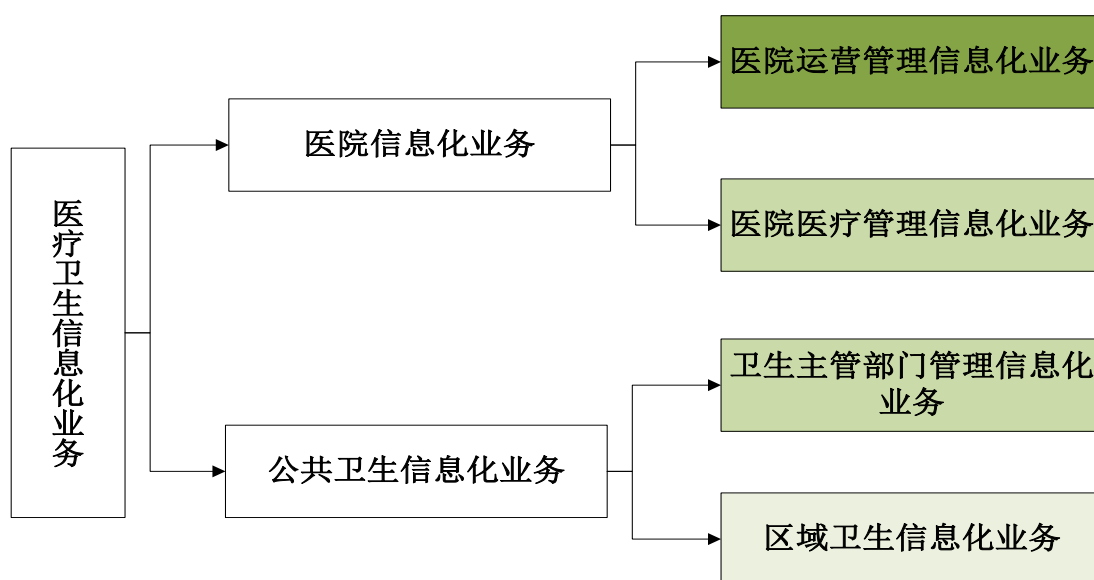 医疗卫生信息化业务
医院信息化业务
公共卫生信息化业务
医院运营管理信息化业务
医院医疗管理信息化业务
卫生主管部门管理信息化
业务
区域卫生信息化业务